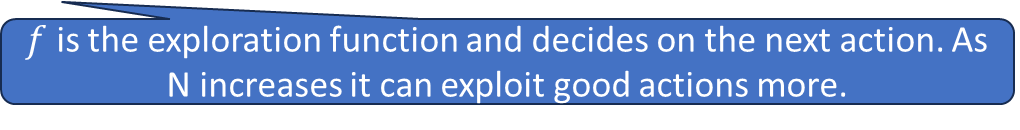 f is the exploration function and decides on the next action. As
N increases it can exploit good actions more.